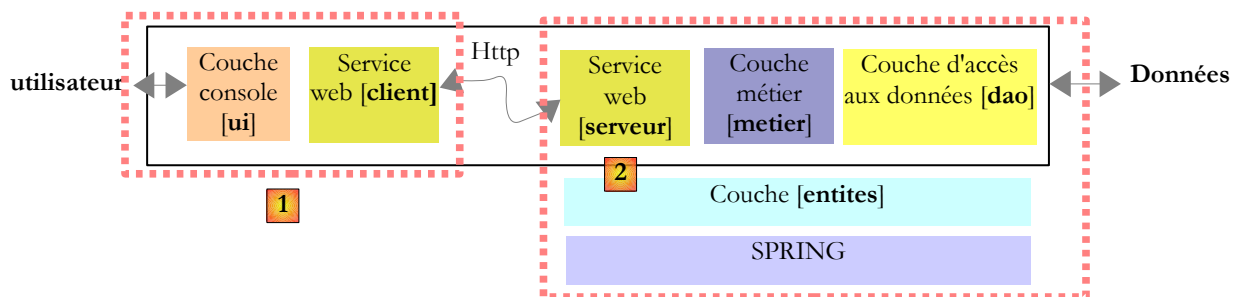 utilisateur
Couche
console
[ui]
Service
web [client]
Http
Service
web
[serveur]
Couche
métier
[metier]
Couche d'accès
aux données [dao]
Données
1
2
Couche [entites]
SPRING